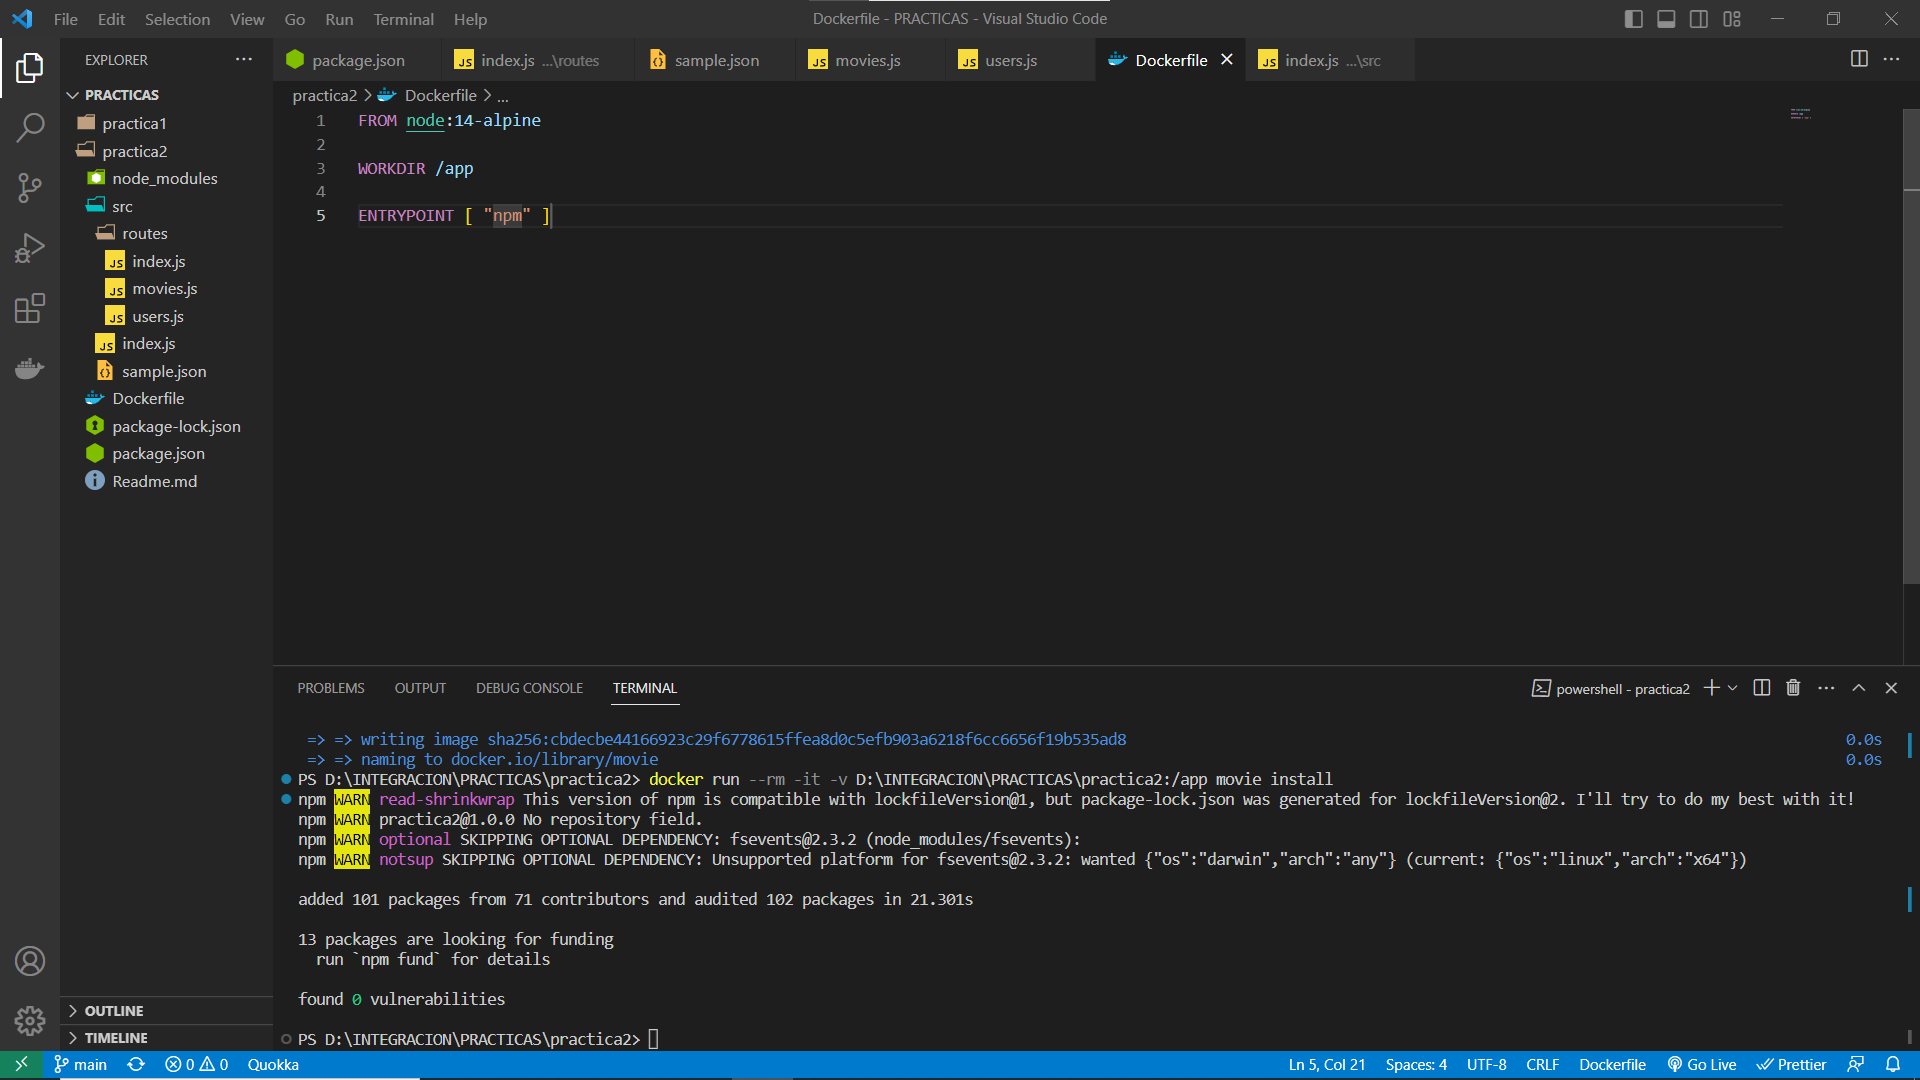 File Edit Selection View Go Run Terminal Help
Dockerfile - PRACTICAS - Visual Studio Code
EXPLORER
PRACTICAS
practica1
practica2
node_modules
src
routes
index.js
movies.js
users.js
index.js
sample.json
Dockerfile
package-lock.json
package.json
Readme.md
OUTLINE
TIMELINE
package.json
index.js ...\routes
sample.json
movies.js
users.js
Dockerfile
index.js ...\src
practica2 > Dockerfile > ...
1 FROM node:14-alpine
2
3 WORKDIR /app
4
5 ENTRYPOINT [ "npm" ]
PROBLEMS OUTPUT DEBUG CONSOLE TERMINAL
powershell - practica2
=> => writing image sha256:cbdecbe44166923c29f6778615ffea8d0c5efb903a6218f6cc6656f19b535ad8 0.0s
=> => naming to docker.io/library/movie 0.0s
PS D:\INTEGRACION\PRACTICAS\practica2> docker run --rm -it -v D:\INTEGRACION\PRACTICAS\practica2:/app movie install
npm WARN read-shrinkwrap This version of npm is compatible with lockfileVersion@1, but package-lock.json was generated for lockfileVersion@2. I'll try to do my best with it!
npm WARN practica2@1.0.0 No repository field.
npm WARN optional SKIPPING OPTIONAL DEPENDENCY: fsevents@2.3.2 (node_modules/fsevents):
npm WARN notsup SKIPPING OPTIONAL DEPENDENCY: Unsupported platform for fsevents@2.3.2: wanted {"os":"darwin","arch":"any"} (current: {"os":"linux","arch":"x64"})
added 101 packages from 71 contributors and audited 102 packages in 21.301s
13 packages are looking for funding
run `npm fund` for details
found 0 vulnerabilities
PS D:\INTEGRACION\PRACTICAS\practica2>
main 0 0 Quokka
Ln 5, Col 21 Spaces: 4 UTF-8 CRLF Dockerfile Go Live Prettier